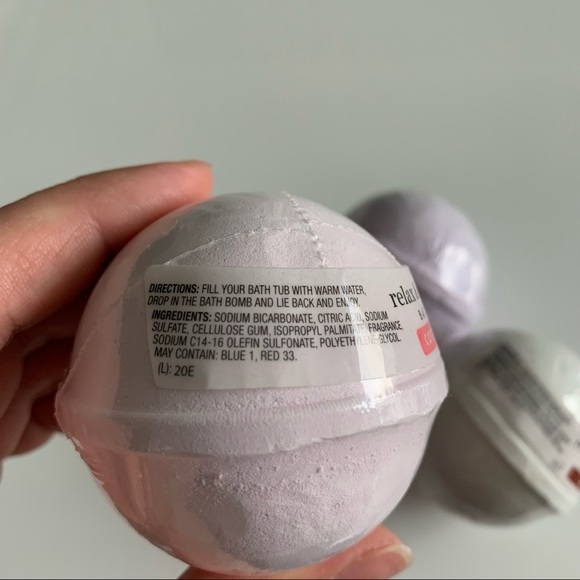 DIRECTIONS: FILL YOUR BATH TUB WITH WARM WATER,
DROP IN THE BATH BOMB AND LIE BACK AND ENJOY.
INGREDIENTS: SODIUM BICARBONATE, CITRIC ACID, SODIUM
SULFATE, CELLULOSE GUM, ISOPROPYL PALMITATE, FRAGRANCE,
SODIUM C14-16 OLEFIN SULFONATE, POLYETHYLENE GLYCOL.
MAY CONTAIN: BLUE 1, RED 33.
(L): 20E
relax